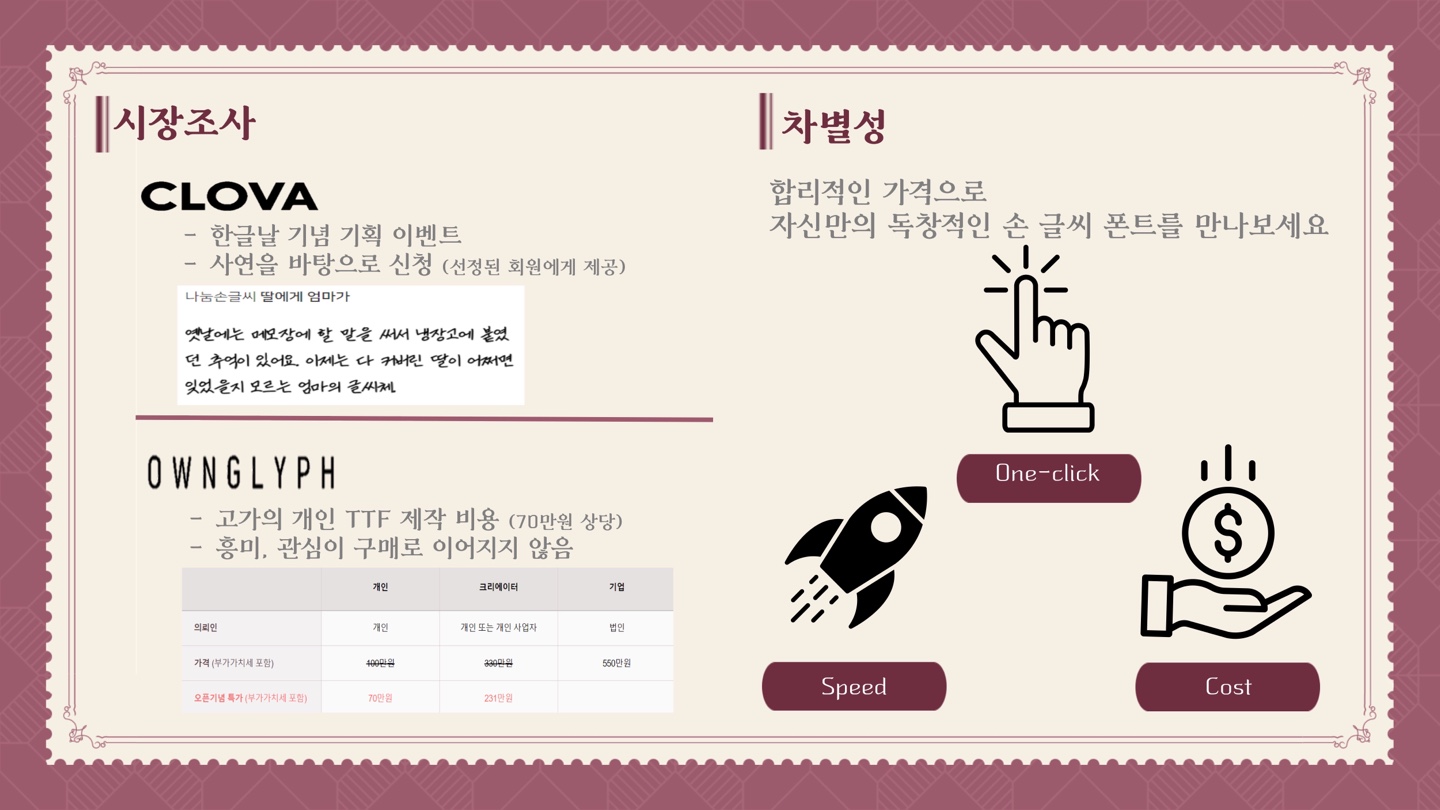 시장조사
CLOVA
- 한글날 기념 기획 이벤트
- 사연을 바탕으로 신청 (선정된 회원에게 제공)
나눔손글씨 딸에게 엄마가
옛날에는 메모장에 할 말을 써서 냉장고에 붙였
던 추억이 있어요. 이제는 다 커버린 딸이 어쩌면
잊었을지 모르는 엄마의 글씨체.
OWNGLYPH
- 고가의 개인 TTF 제작 비용 (70만원 상당)
- 흥미, 관심이 구매로 이어지지 않음
개인 크리에이터 기업
의뢰인 개인 개인 또는 개인 사업자 법인
가격 (부가가치세 포함) 100만원 330만원 550만원
오픈기념 특가 (부가가치세 포함) 70만원 231만원
차별성
합리적인 가격으로
자신만의 독창적인 손 글씨 폰트를 만나보세요
One-click
$
Speed
Cost